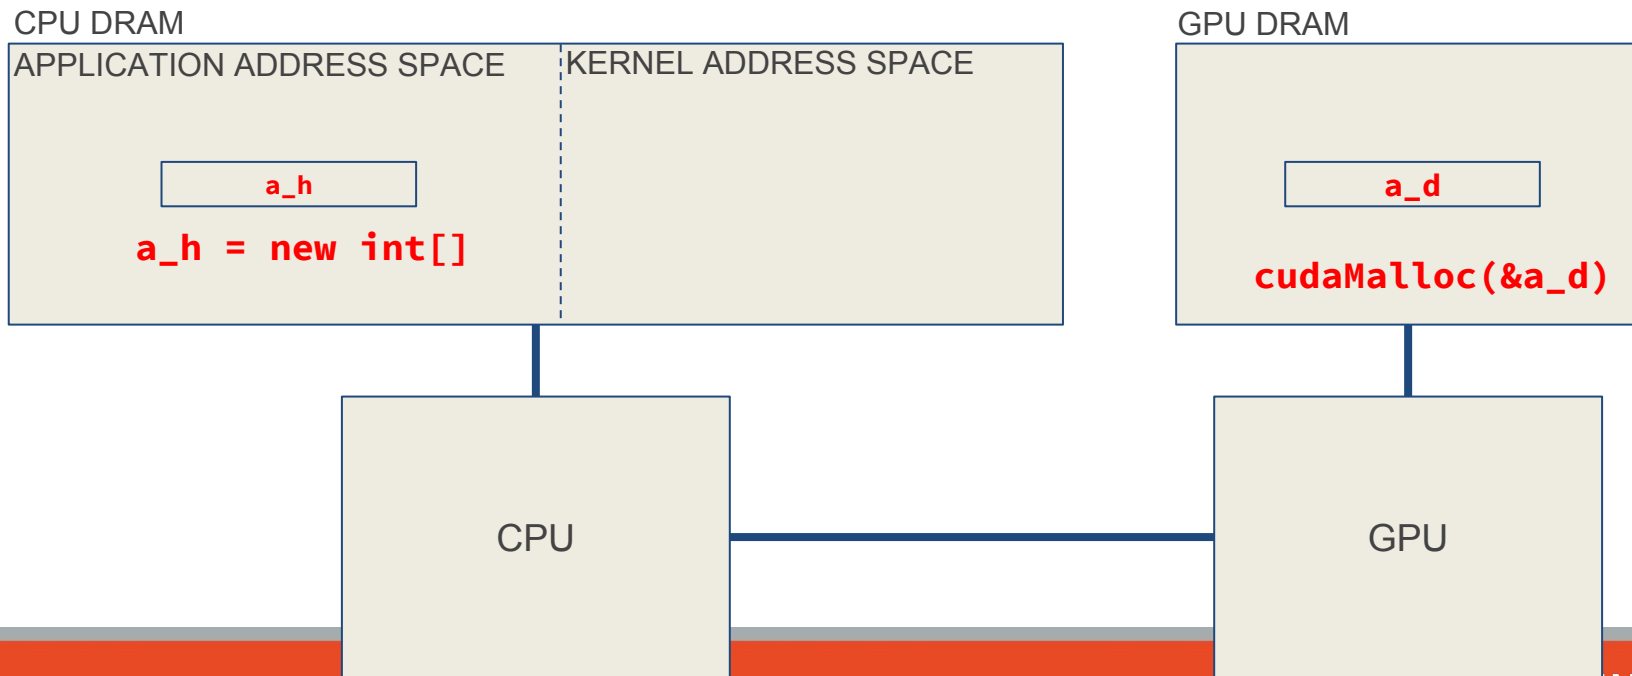 CPU DRAM
GPU DRAM
APPLICATION ADDRESS SPACE
KERNEL ADDRESS SPACE
a_h
a_d
a_h = new int[]
cudaMalloc(&a_d)
CPU
GPU